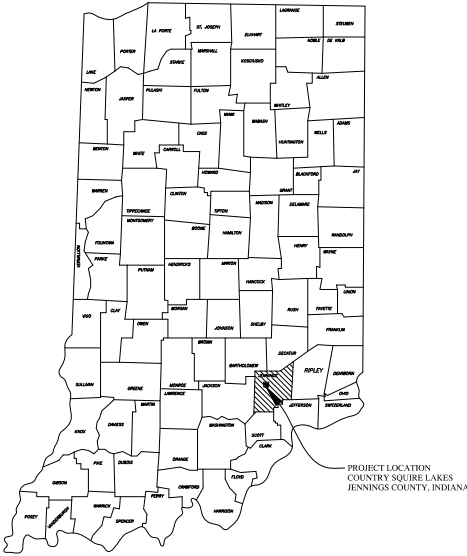 LAGRANGE
STEUBEN
LA PORTE
ST. JOSEPH
ELKHART
PORTER
NOBLE
DE KALB
MARSHALL
STARKE
KOSCIUSKO
LAKE
ALLEN
NEWTON
JASPER
PULASKI
FULTON
WHITLEY
MIAMI
WABASH
HUNTINGTON
WELLS
ADAMS
CASS
BENTON
WHITE
CARROLL
HOWARD
BLACKFORD
JAY
WARREN
CLINTON
GRANT
TIPPECANOE
TIPTON
MADISON
DELAWARE
MONTGOMERY
BOONE
HAMILTON
RANDOLPH
FOUNTAIN
HENRY
WAYNE
VERMILLION
PARKE
PUTNAM
HENDRICKS
MARION
HANCOCK
UNION
VIGO
CLAY
MORGAN
RUSH
FAYETTE
OWEN
JOHNSON
SHELBY
FRANKLIN
BROWN
DECATUR
BARTHOLOMEW
RIPLEY
DEARBORN
SULLIVAN
GREENE
MONROE
JACKSON
JENNINGS
OHIO
LAWRENCE
MARTIN
JEFFERSON
SWITZERLAND
KNOX
DAVIESS
WASHINGTON
SCOTT
CLARK
PIKE
DUBOIS
ORANGE
GIBSON
CRAWFORD
FLOYD
PERRY
HARRISON
POSEY
VANDERBURGH
WARRICK
SPENCER
PROJECT LOCATION
COUNTRY SQUIRE LAKES
JENNINGS COUNTY, INDIANA